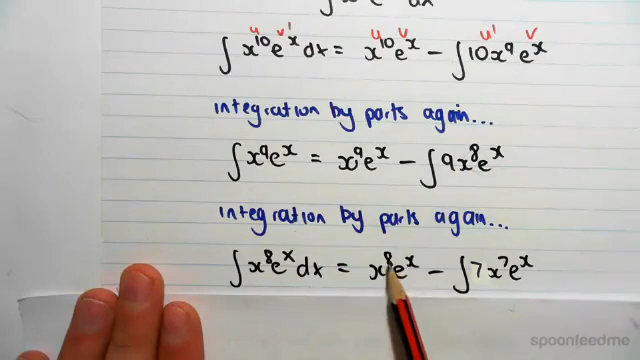 ∫x¹⁰eˣdx = x¹⁰eˣ - ∫10x⁹eˣ
u v' u v u' v
integration by parts again...
∫x⁹eˣ = x⁹eˣ - ∫9x⁸eˣ
integration by parts again...
∫x⁸eˣdx = x⁸eˣ - ∫7x⁷eˣ
spoonfeedme